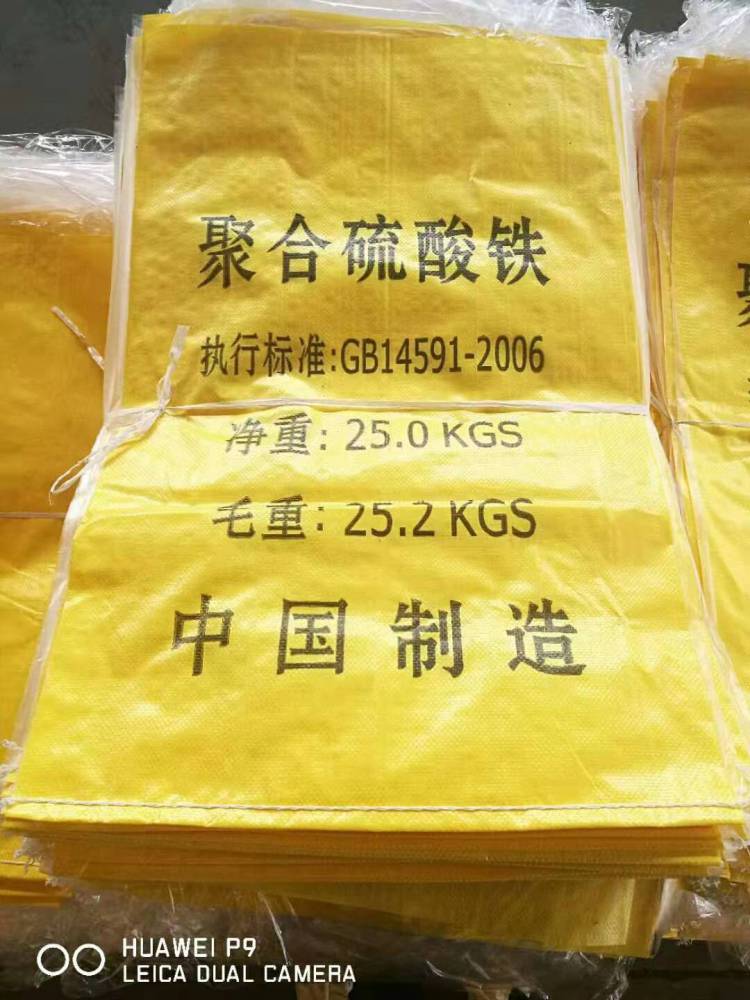 聚合硫酸铁
执行标准:GB14591-2006
净重: 25.0 KGS
毛重: 25.2 KGS
中国制造
HUAWEI P9
LEICA DUAL CAMERA